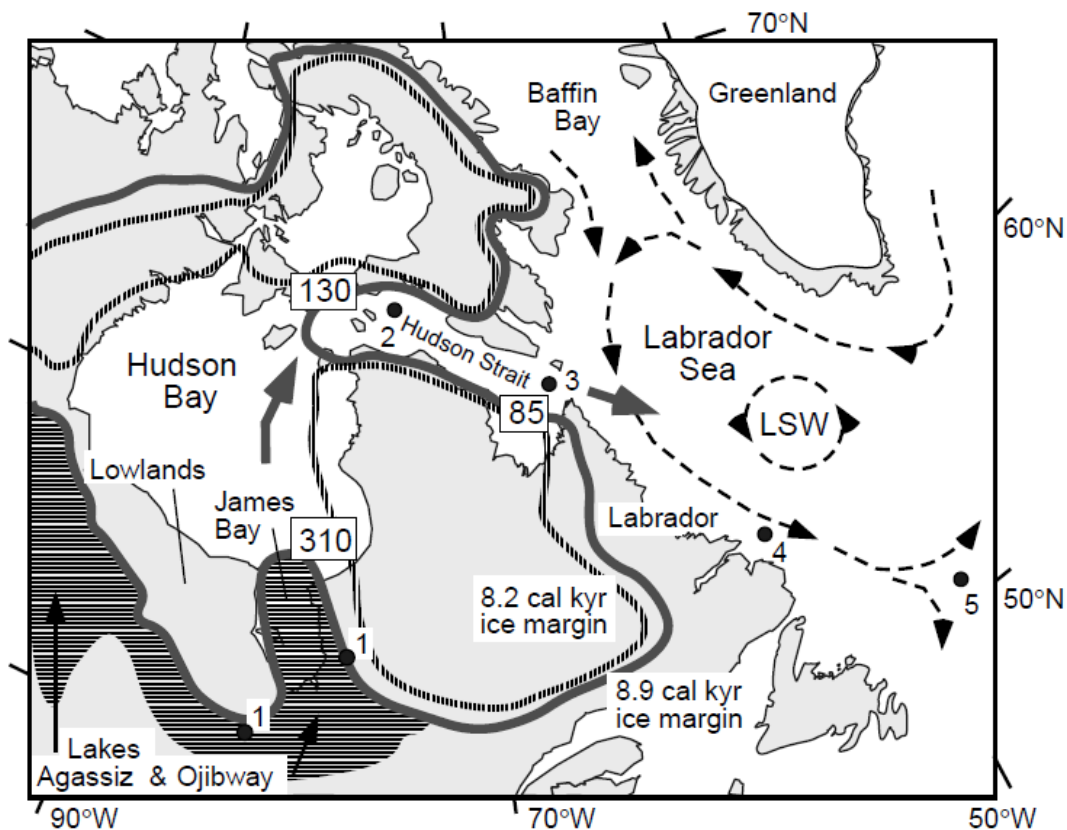 70°N
Baffin
Bay
Greenland
60°N
130
2
Hudson Strait
Labrador
Sea
Hudson
Bay
3
85
LSW
Lowlands
James
Bay
310
Labrador
4
5
50°N
8.2 cal kyr
ice margin
1
1
8.9 cal kyr
ice margin
Lakes
Agassiz & Ojibway
90°W
70°W
50°W